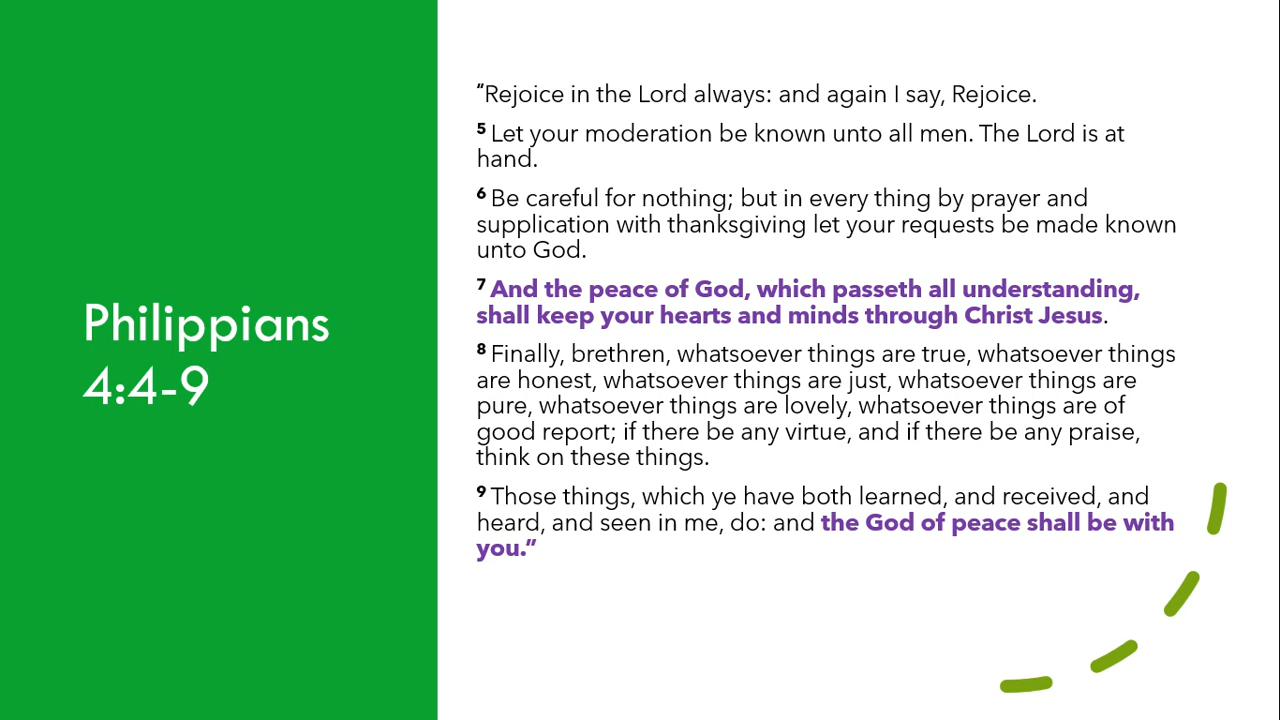 Philippians
4:4-9
“Rejoice in the Lord always: and again I say, Rejoice.
5 Let your moderation be known unto all men. The Lord is at
hand.
6 Be careful for nothing; but in every thing by prayer and
supplication with thanksgiving let your requests be made known
unto God.
7 And the peace of God, which passeth all understanding,
shall keep your hearts and minds through Christ Jesus.
8 Finally, brethren, whatsoever things are true, whatsoever things
are honest, whatsoever things are just, whatsoever things are
pure, whatsoever things are lovely, whatsoever things are of
good report; if there be any virtue, and if there be any praise,
think on these things.
9 Those things, which ye have both learned, and received, and
heard, and seen in me, do: and the God of peace shall be with
you.”